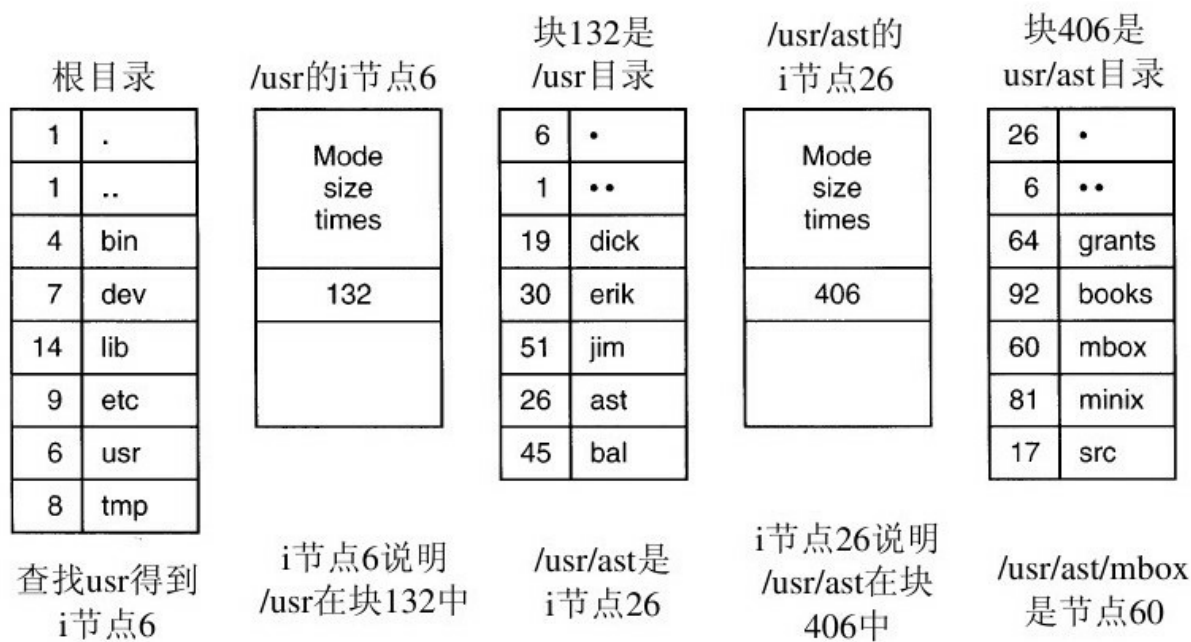 根目录
1 .
1 ..
4 bin
7 dev
14 lib
9 etc
6 usr
8 tmp
查找usr得到
i节点6
/usr的i节点6
Mode
size
times
132
i节点6说明
/usr在块132中
块132是
/usr目录
6 •
1 ••
19 dick
30 erik
51 jim
26 ast
45 bal
/usr/ast是
i节点26
/usr/ast的
i节点26
Mode
size
times
406
i节点26说明
/usr/ast在块
406中
块406是
usr/ast目录
26 •
6 ••
64 grants
92 books
60 mbox
81 minix
17 src
/usr/ast/mbox
是节点60